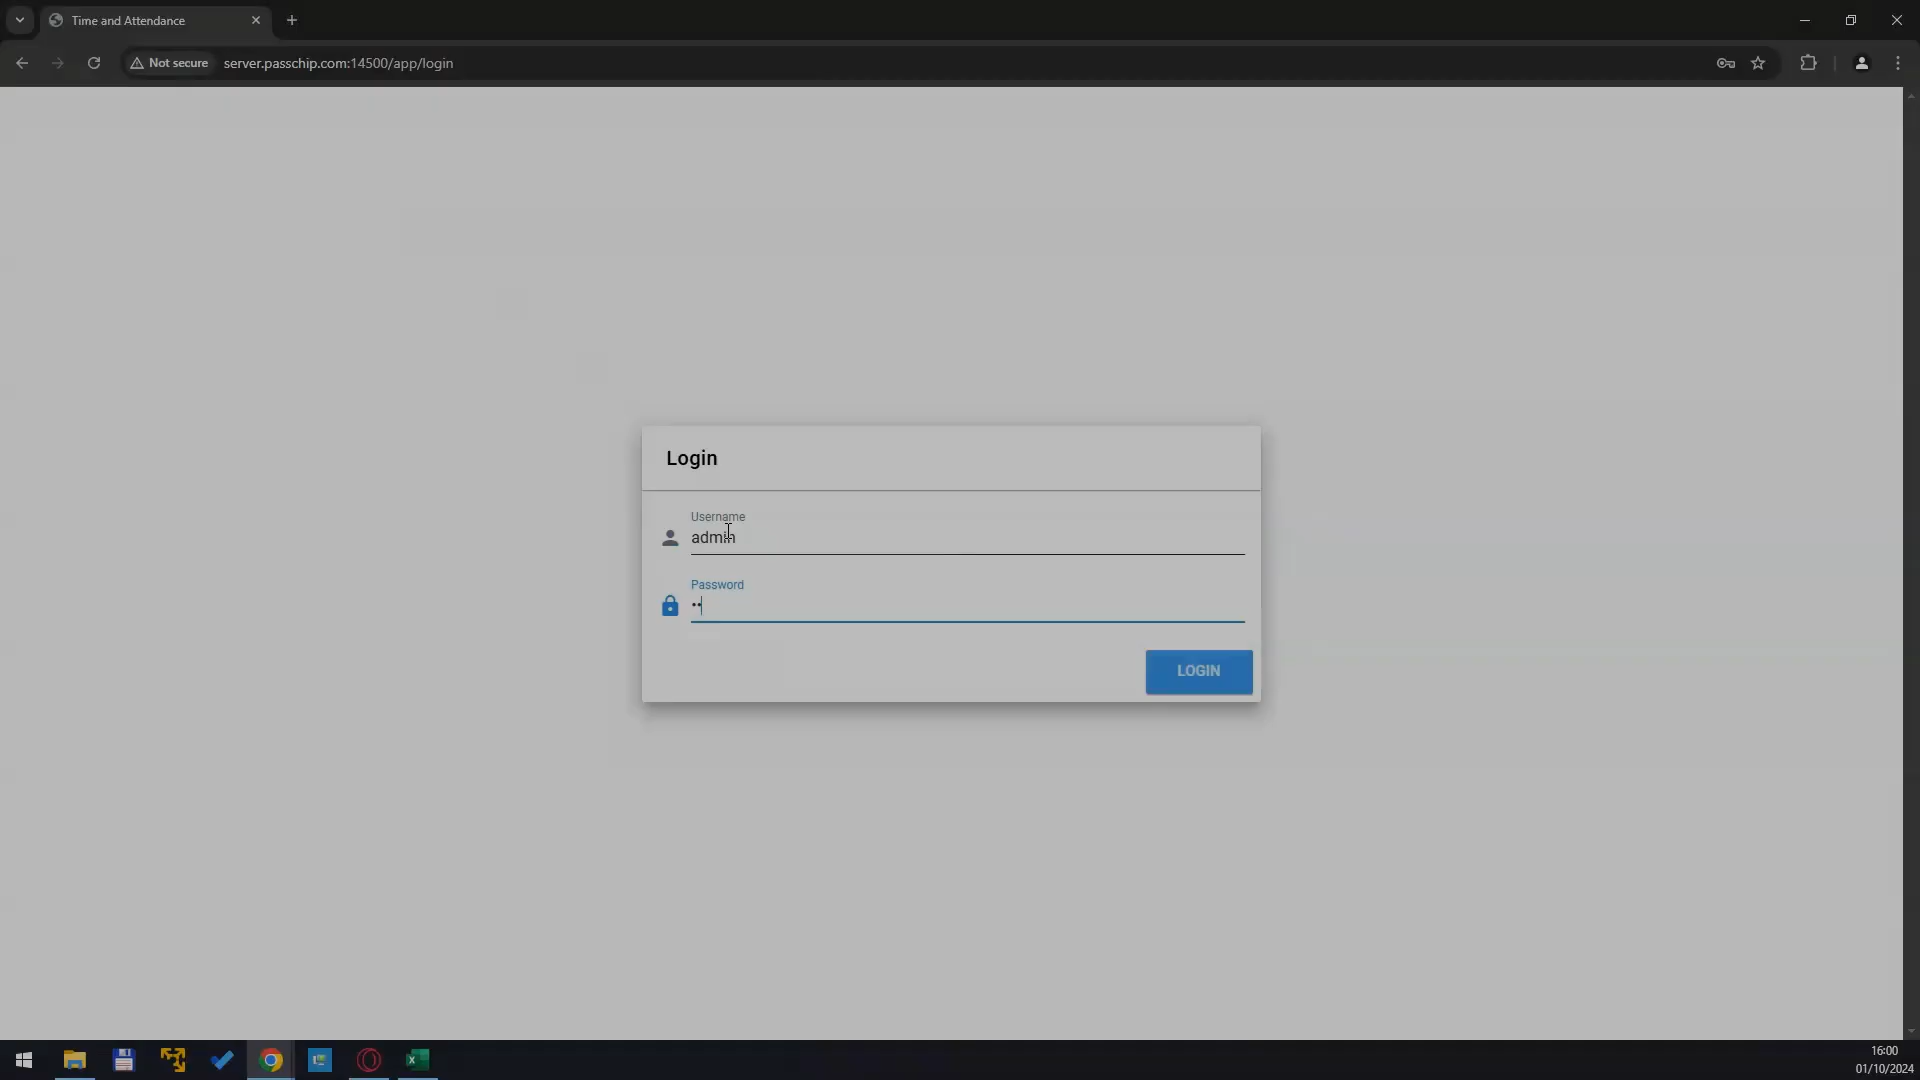 Time and Attendance
Not secure
server.passchip.com:14500/app/login
Login
Username
admin
Password
••
LOGIN
16:00
01/10/2024